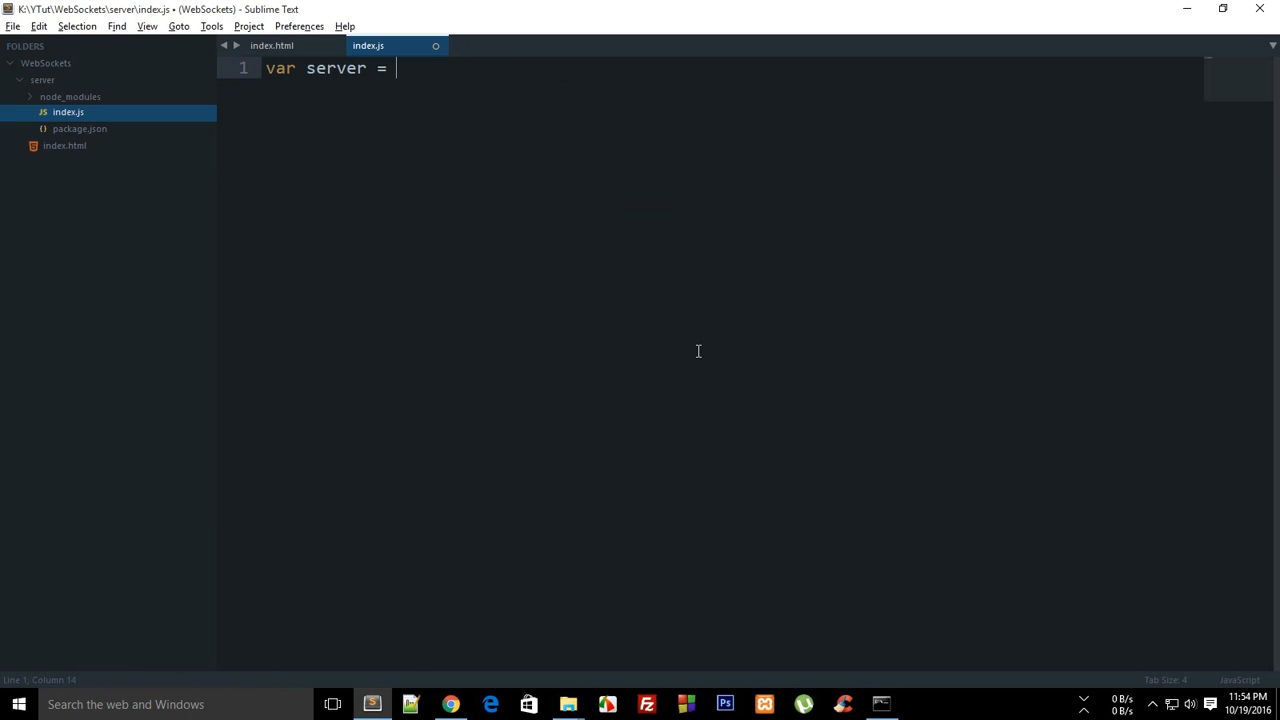 K:\YTut\WebSockets\server\index.js • (WebSockets) - Sublime Text
File Edit Selection Find View Goto Tools Project Preferences Help
FOLDERS
WebSockets
server
node_modules
JS index.js
{} package.json
index.html
index.html index.js
1 var server =
Line 1, Column 14
Tab Size: 4 JavaScript
Search the web and Windows
Ps
0 B/s
0 B/s
11:54 PM
10/19/2016